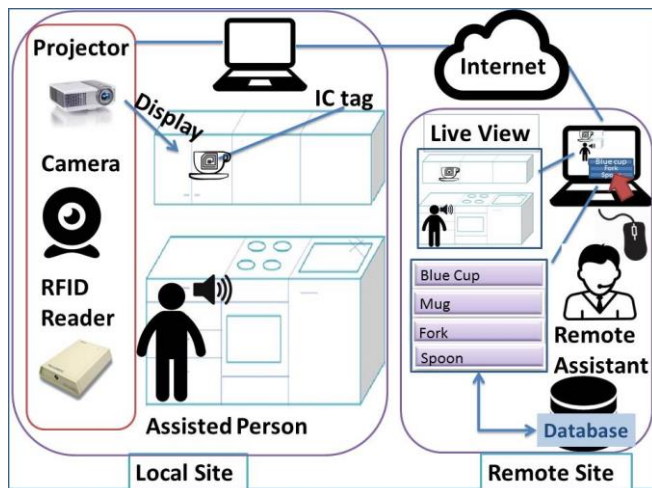 Projector
Display
IC tag
Camera
RFID
Reader
Assisted Person
Local Site
Internet
Live View
Blue cup
Fork
Spoon
Blue Cup
Mug
Fork
Spoon
Remote
Assistant
Database
Remote Site